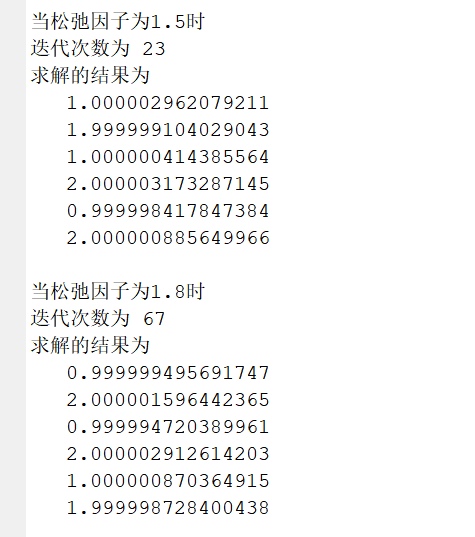 当松弛因子为1.5时
迭代次数为 23
求解的结果为
1.000002962079211
1.999999104029043
1.000000414385564
2.000003173287145
0.999998417847384
2.000000885649966
当松弛因子为1.8时
迭代次数为 67
求解的结果为
0.999999495691747
2.000001596442365
0.999994720389961
2.000002912614203
1.000000870364915
1.999998728400438